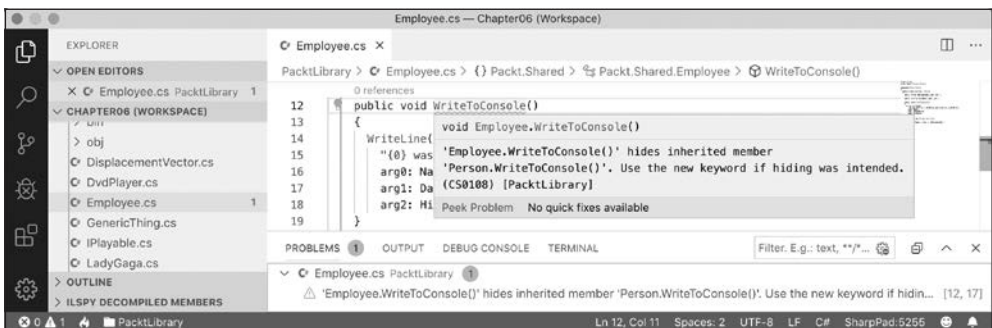 Employee.cs — Chapter06 (Workspace)
EXPLORER
OPEN EDITORS
Employee.cs PacktLibrary 1
CHAPTER06 (WORKSPACE)
bin
obj
DisplacementVector.cs
DvdPlayer.cs
Employee.cs 1
GenericThing.cs
IPlayable.cs
LadyGaga.cs
OUTLINE
ILSPY DECOMPILED MEMBERS
Employee.cs
PacktLibrary > Employee.cs > {} Packt.Shared > Packt.Shared.Employee > WriteToConsole()
0 references
12 public void WriteToConsole()
13 {
14 WriteLine(
15 "{0} was
16 arg0: Na
17 arg1: Da
18 arg2: Hi
19 }
void Employee.WriteToConsole()
'Employee.WriteToConsole()' hides inherited member
'Person.WriteToConsole()'. Use the new keyword if hiding was intended.
(CS0108) [PacktLibrary]
Peek Problem No quick fixes available
PROBLEMS 1 OUTPUT DEBUG CONSOLE TERMINAL Filter. E.g.: text, **/*...
Employee.cs PacktLibrary 1
'Employee.WriteToConsole()' hides inherited member 'Person.WriteToConsole()'. Use the new keyword if hidin... [12, 17]
0 1 PacktLibrary Ln 12, Col 11 Spaces: 2 UTF-8 LF C# SharpPad:5255